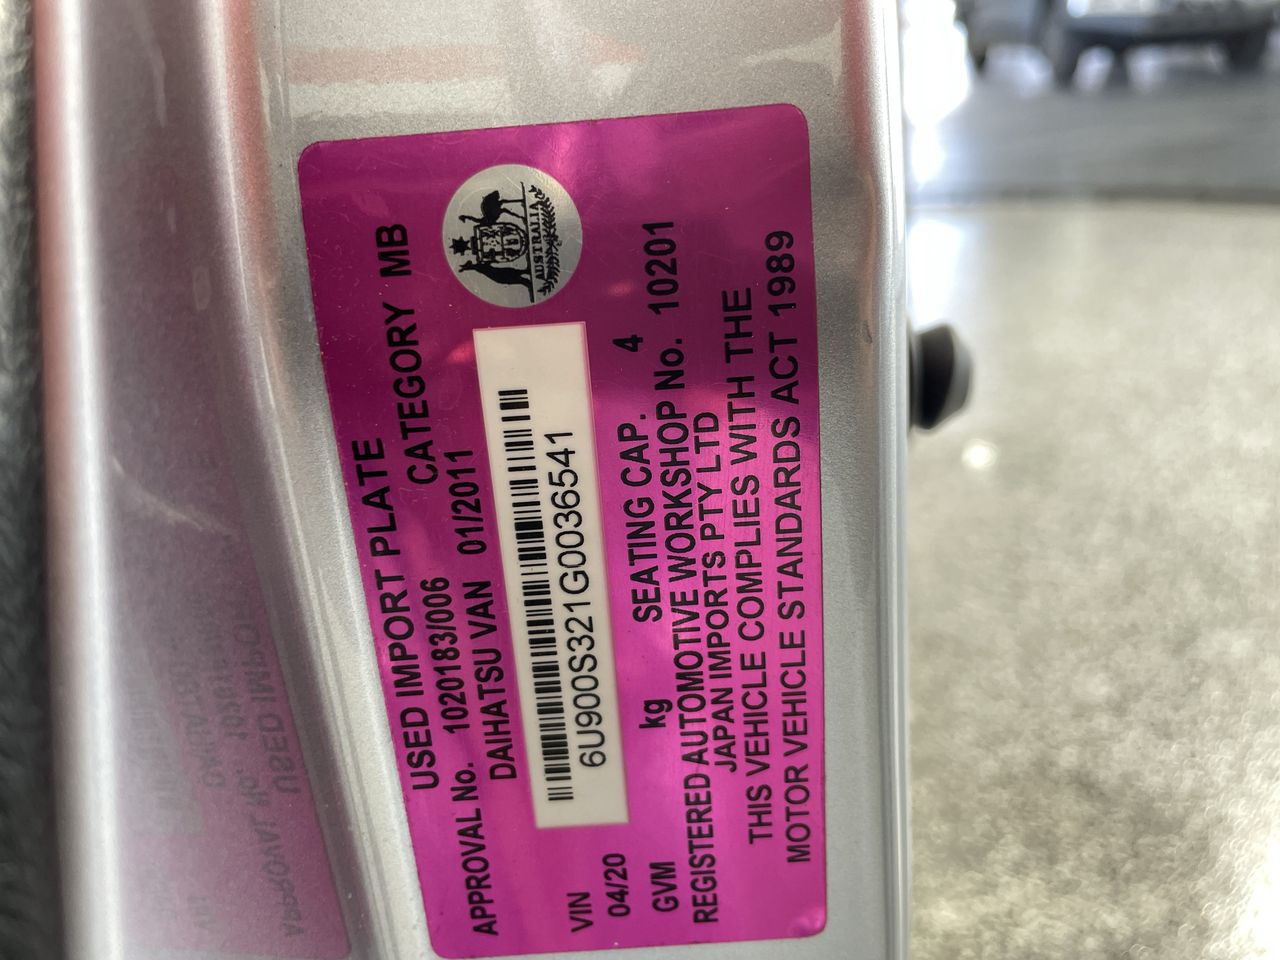 USED IMPORT PLATE
APPROVAL No. 1020183/006 CATEGORY MB
DAIHATSU VAN 01/2011
AUSTRALIA
VIN 6U900S321G0036541
04/20
GVM kg SEATING CAP. 4
REGISTERED AUTOMOTIVE WORKSHOP No. 10201
JAPAN IMPORTS PTY LTD
THIS VEHICLE COMPLIES WITH THE
MOTOR VEHICLE STANDARDS ACT 1989